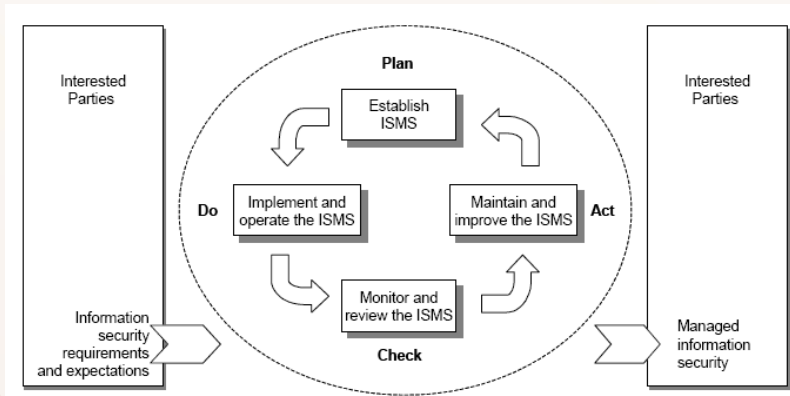 Interested
Parties
Information
security
requirements
and expectations
Plan
Establish
ISMS
Do
Implement and
operate the ISMS
Maintain and
improve the ISMS
Act
Monitor and
review the ISMS
Check
Interested
Parties
Managed
information
security